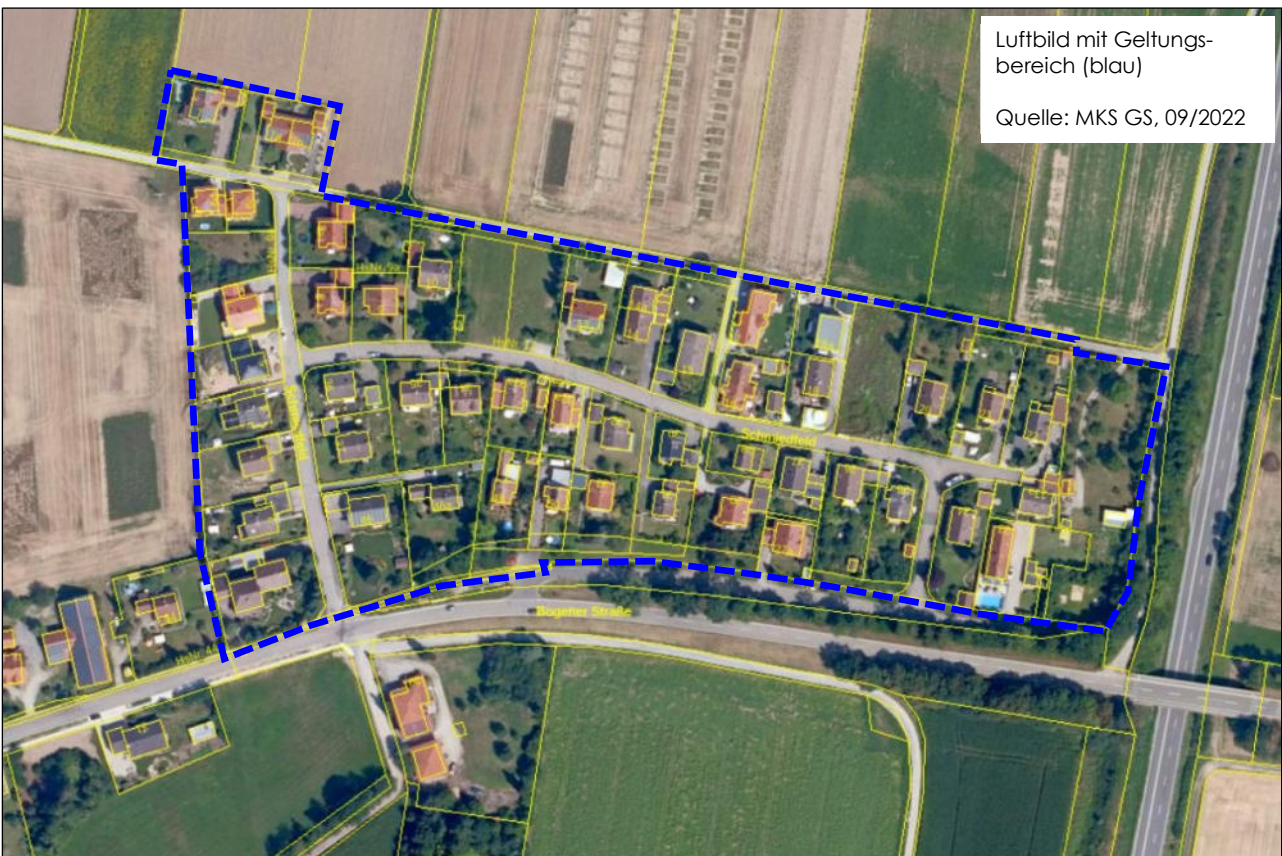 Luftbild mit Geltungs-
bereich (blau)
Quelle: MKS GS, 09/2022
Schmiedfeld
Bogener Straße